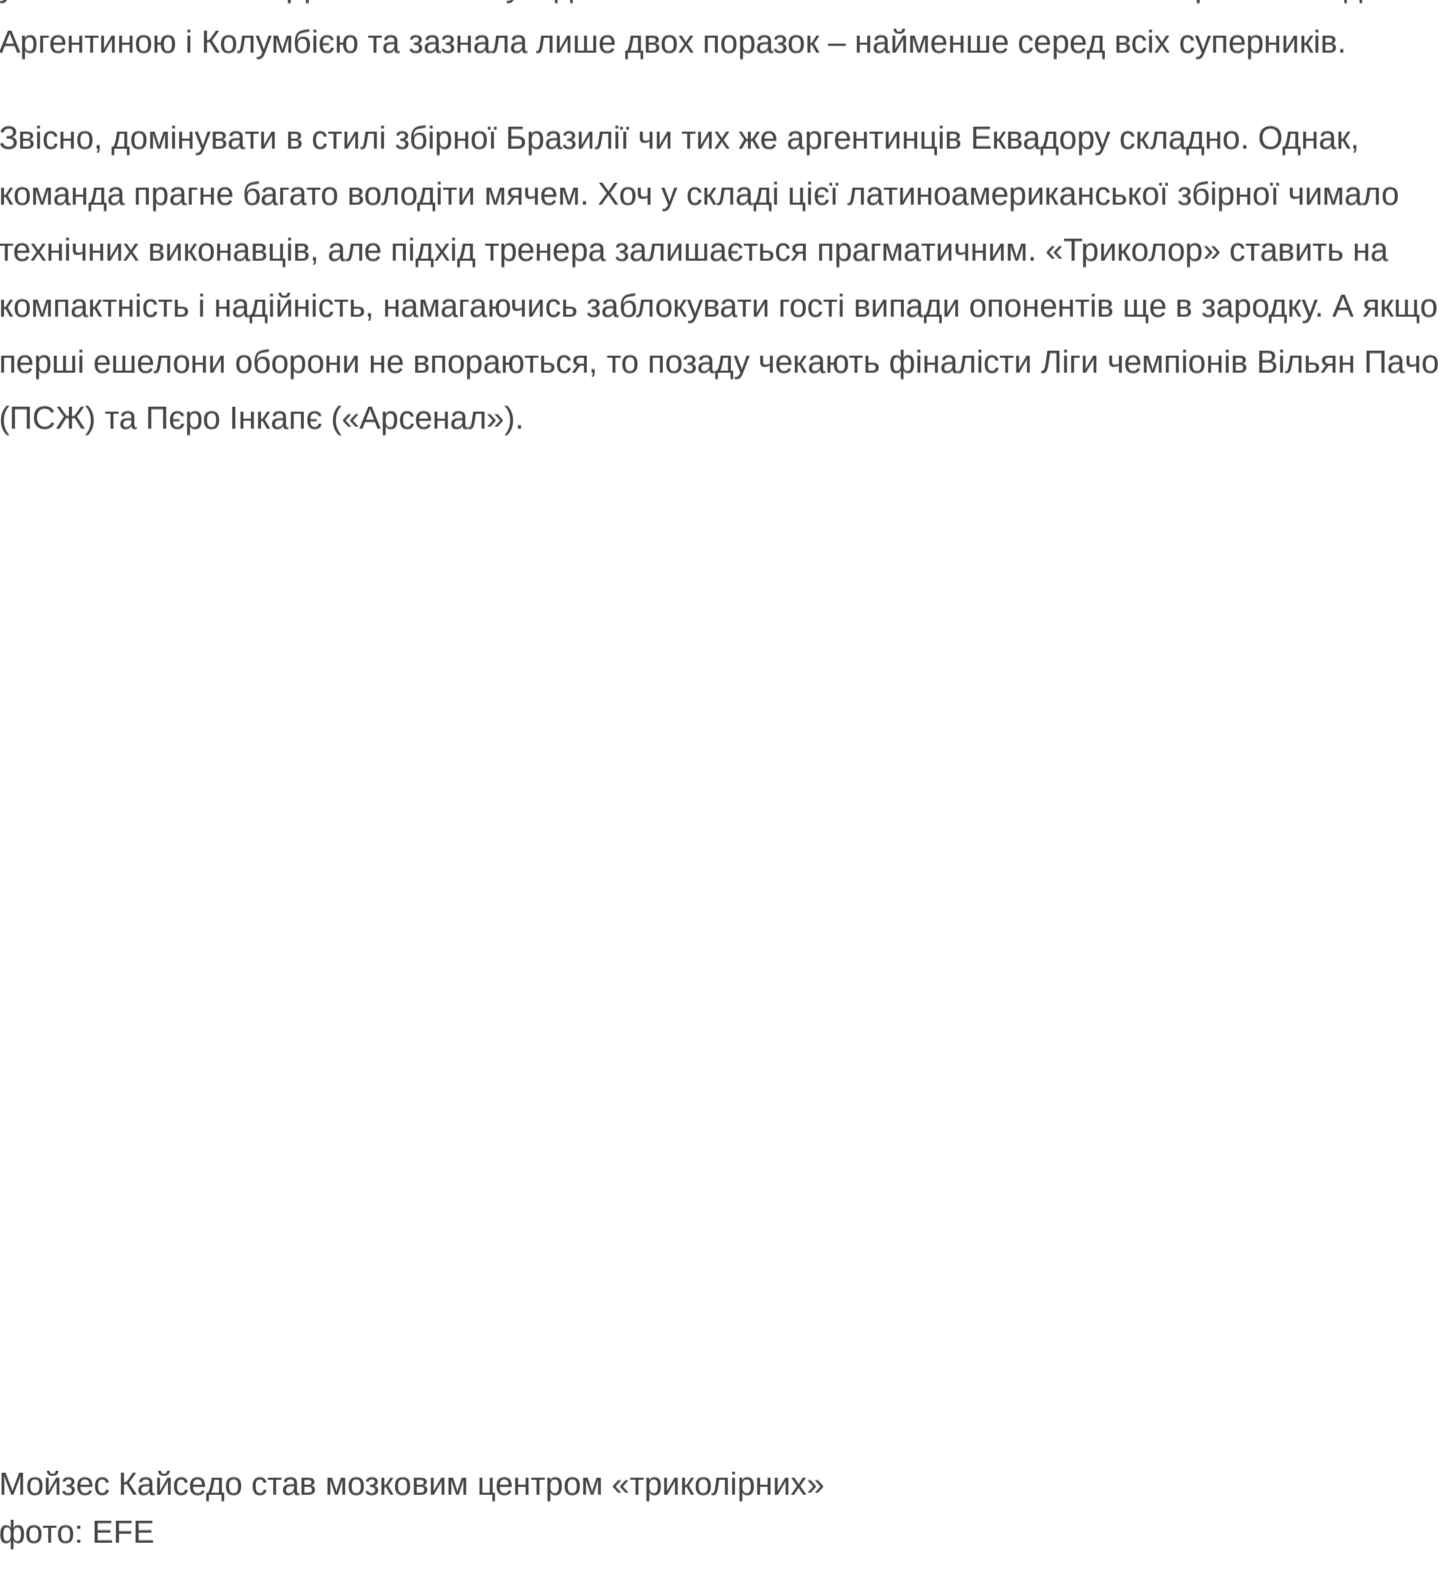 Аргентиною і Колумбією та зазнала лише двох поразок – найменше серед всіх суперників.
Звісно, домінувати в стилі збірної Бразилії чи тих же аргентинців Еквадору складно. Однак,
команда прагне багато володіти мячем. Хоч у складі цієї латиноамериканської збірної чимало
технічних виконавців, але підхід тренера залишається прагматичним. «Триколор» ставить на
компактність і надійність, намагаючись заблокувати гості випади опонентів ще в зародку. А якщо
перші ешелони оборони не впораються, то позаду чекають фіналісти Ліги чемпіонів Вільян Пачо
(ПСЖ) та Пєро Інкапє («Арсенал»).
Мойзес Кайседо став мозковим центром «триколірних»
фото: EFE